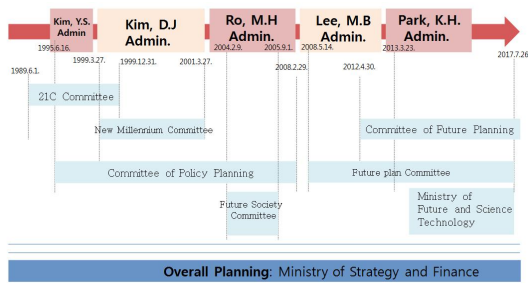 Kim, Y.S.
Admin
Kim, D.J
Admin.
Ro, M.H
Admin.
Lee, M.B
Admin.
Park, K.H.
Admin.
1995.6.16.
2004.2.9.
2005.9.1.
2008.5.14.
2013.3.23.
2017.7.26
1989.6.1.
1999.3.27.
1999.12.31.
2001.3.27.
2008.2.29.
2012.4.30.
21C Committee
New Millennium Committee
Committee of Future Planning
Committee of Policy Planning
Future plan Committee
Future Society
Committee
Ministry of
Future and Science
Technology
Overall Planning: Ministry of Strategy and Finance